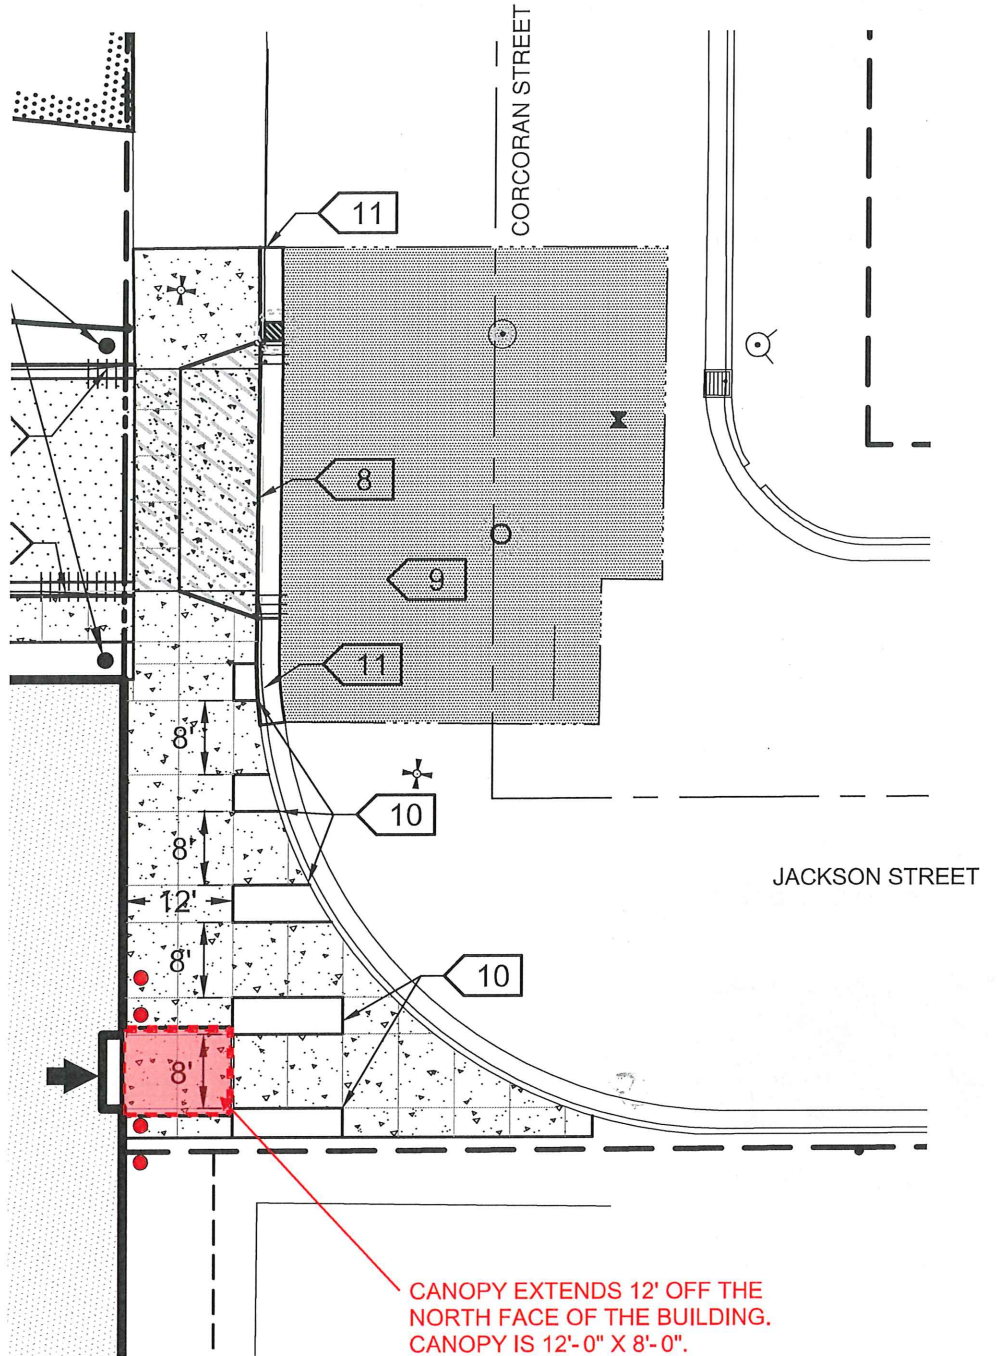 CORCORAN STREET
11
8
9
11
8'
10
8'
12'
JACKSON STREET
8'
10
8'
CANOPY EXTENDS 12' OFF THE
NORTH FACE OF THE BUILDING.
CANOPY IS 12'-0" X 8'-0".